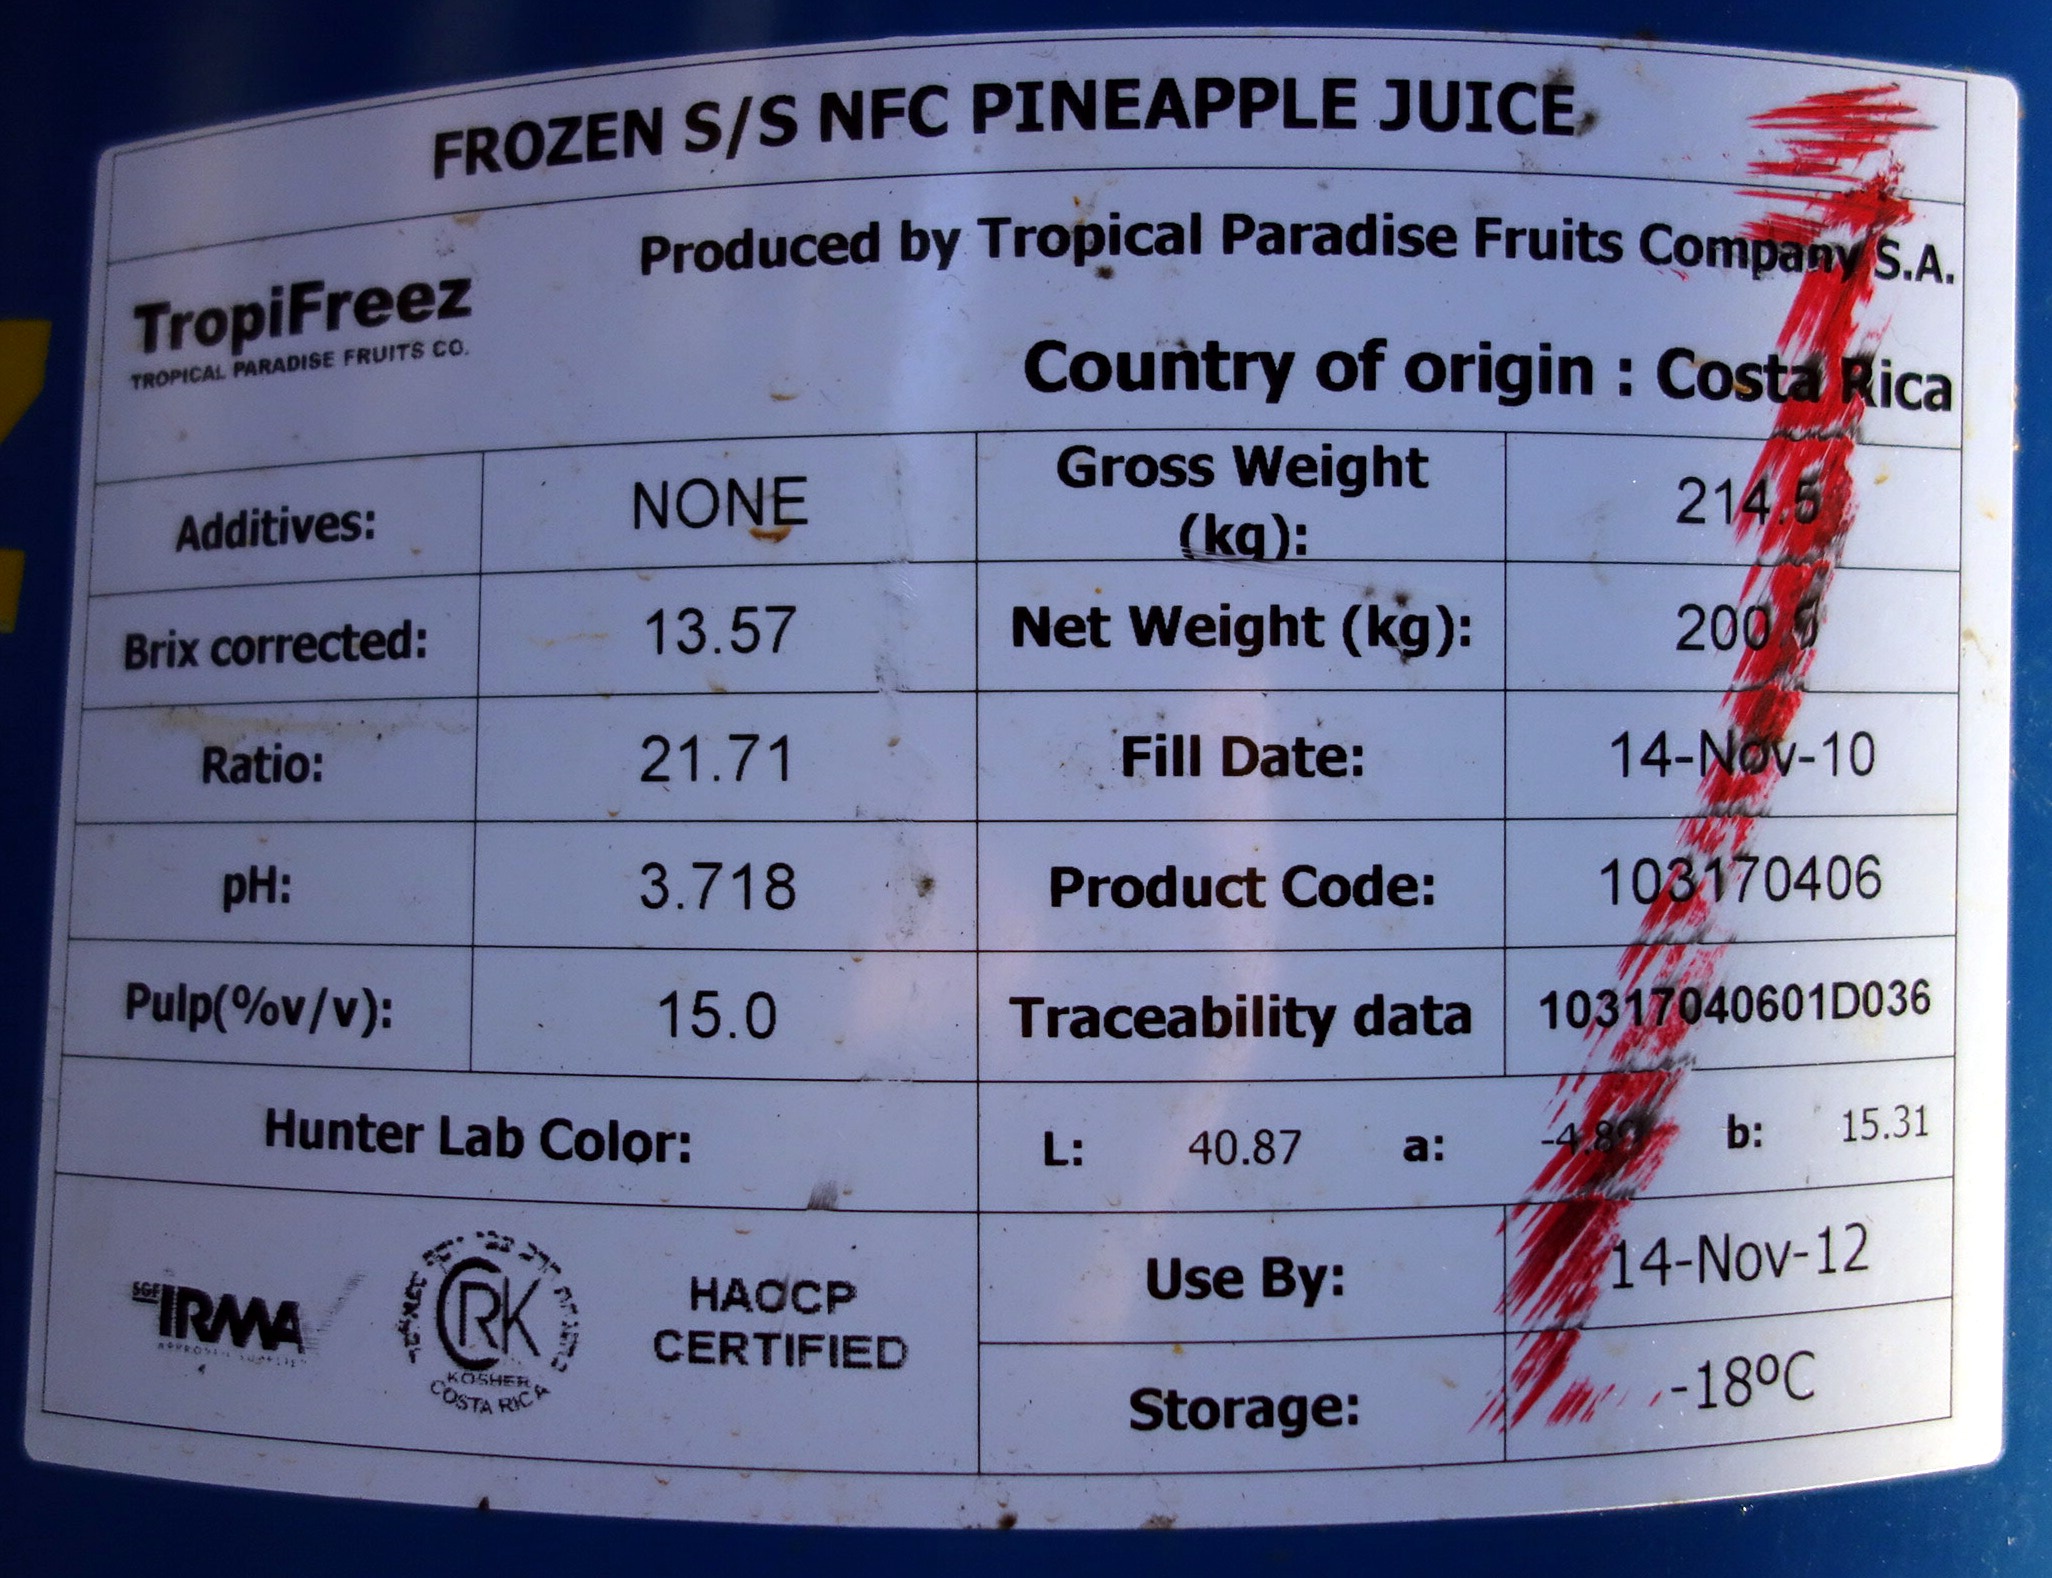 FROZEN S/S NFC PINEAPPLE JUICE
Produced by Tropical Paradise Fruits Company S.A.
TropiFreez
TROPICAL PARADISE FRUITS CO.
Country of origin : Costa Rica
Additives: NONE
Gross Weight (kg): 214.5
Brix corrected: 13.57
Net Weight (kg): 200.5
Ratio: 21.71
Fill Date: 14-Nov-10
pH: 3.718
Product Code: 103170406
Pulp(%v/v): 15.0
Traceability data 10317040601D036
Hunter Lab Color: L: 40.87 a: b: 15.31
SGF IRMA
CRK
KOSHER
COSTA RICA
HACCP
CERTIFIED
Use By: 14-Nov-12
Storage: -18ºC